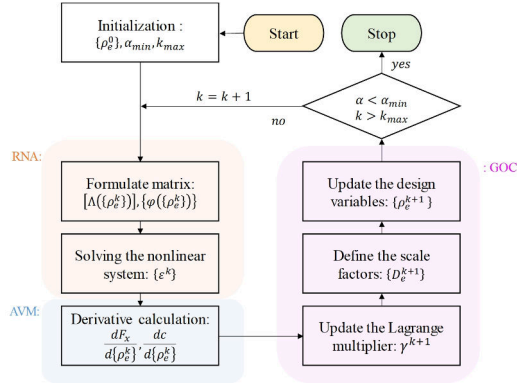 Initialization :
{ρ_e^0}, α_min, k_max
Start
Stop
yes
k = k + 1
no
α < α_min
k > k_max
RNA:
Formulate matrix:
[Λ({ρ_e^k})], {φ({ρ_e^k})}
Solving the nonlinear
system: {ε^k}
AVM:
Derivative calculation:
dF_x/d{ρ_e^k}, dc/d{ρ_e^k}
: GOC
Update the design
variables: {ρ_e^{k+1}}
Define the scale
factors: {D_e^{k+1}}
Update the Lagrange
multiplier: γ^{k+1}